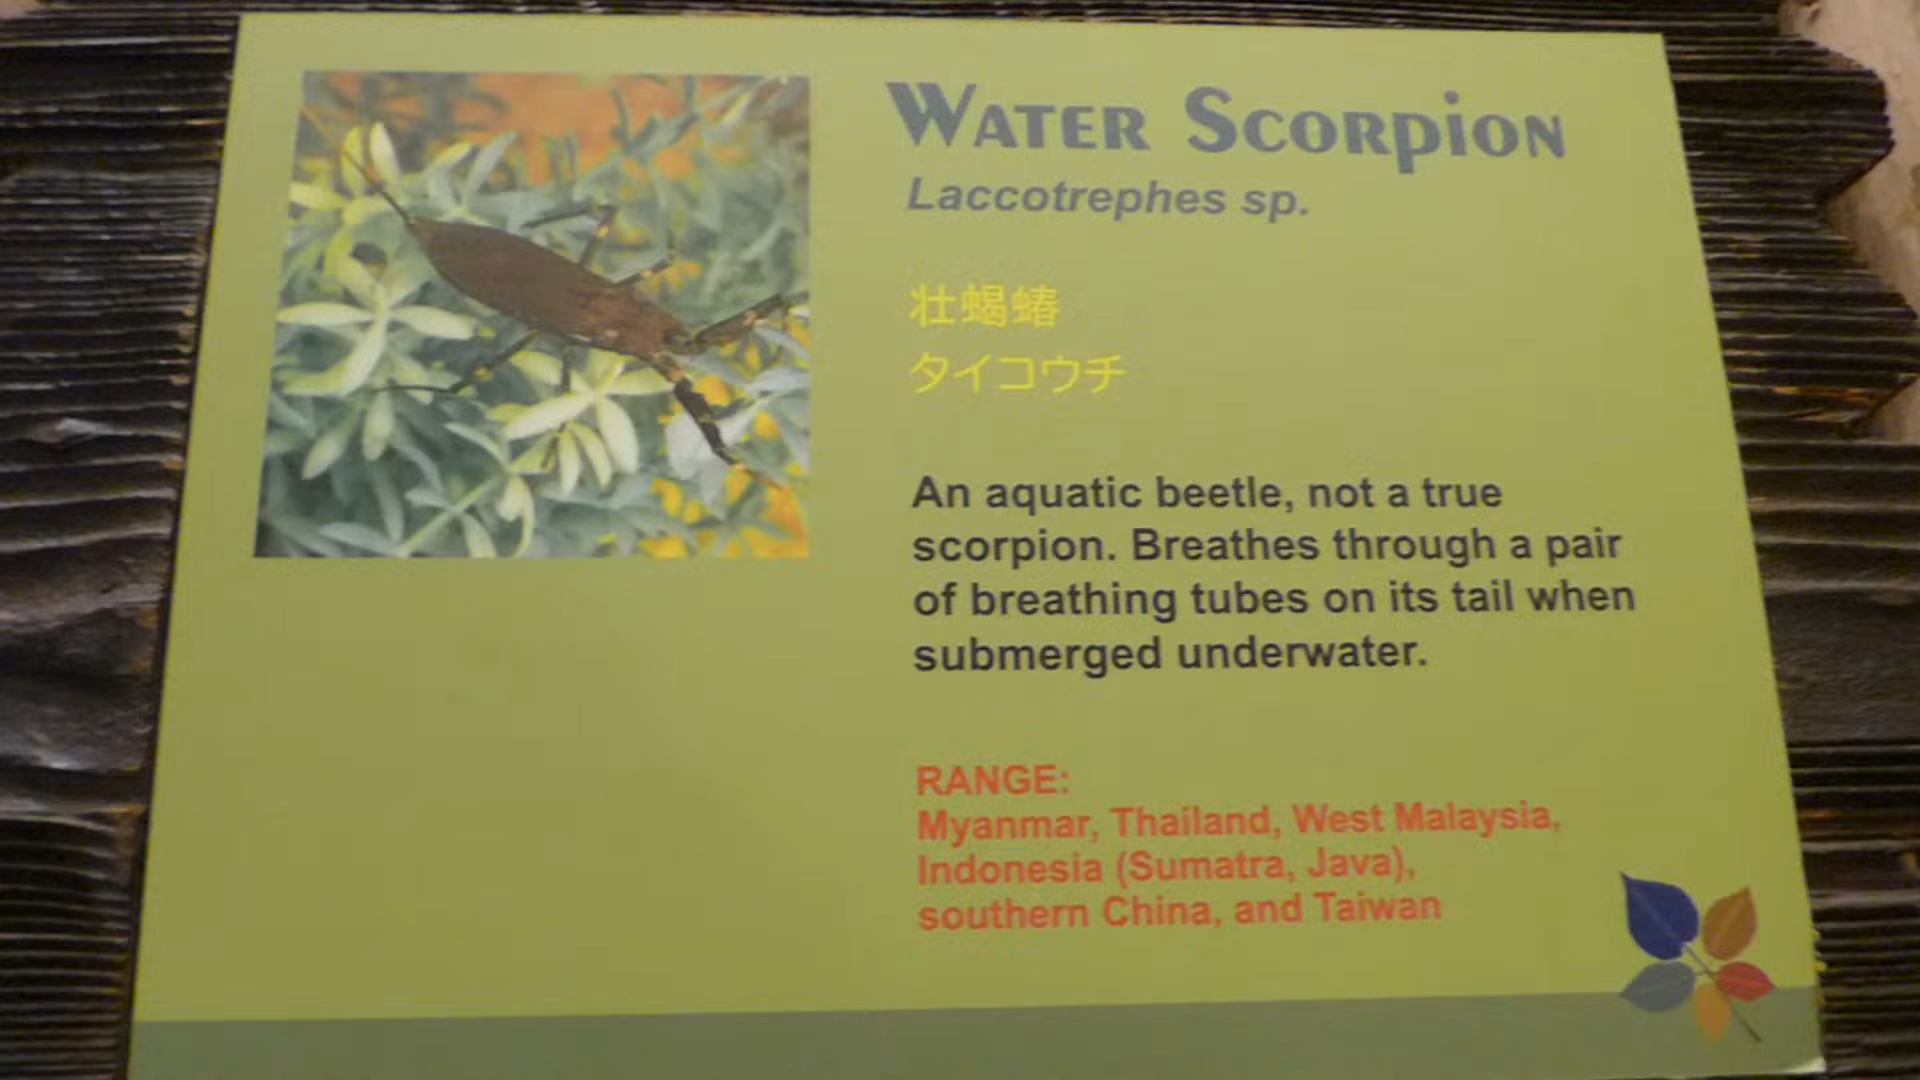 WATER SCORPION
Laccotrephes sp.
壮蝎蝽
タイコウチ
An aquatic beetle, not a true
scorpion. Breathes through a pair
of breathing tubes on its tail when
submerged underwater.
RANGE:
Myanmar, Thailand, West Malaysia,
Indonesia (Sumatra, Java),
southern China, and Taiwan